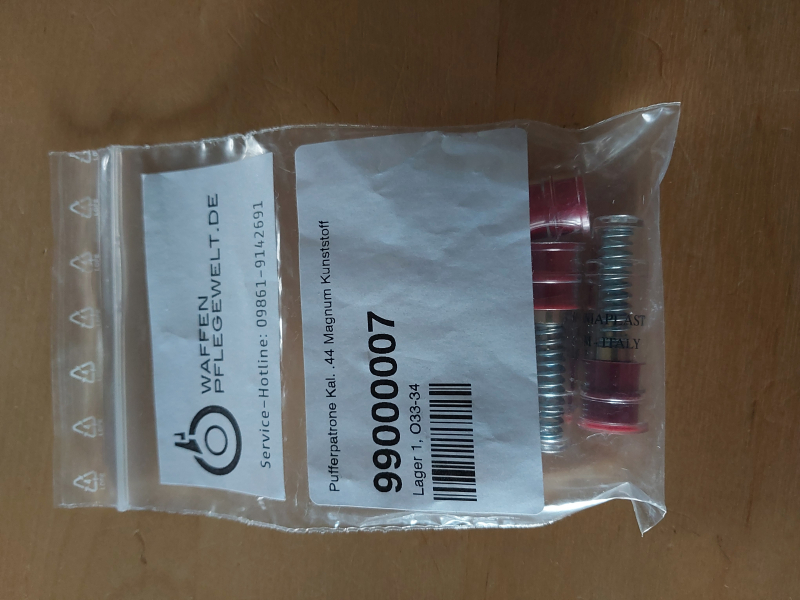 WAFFEN
PFLEGEWELT.DE
Service-Hotline: 09861-9142691
Pufferpatrone Kal. .44 Magnum Kunststoff
99000007
Lager 1, O33-34
ITALY